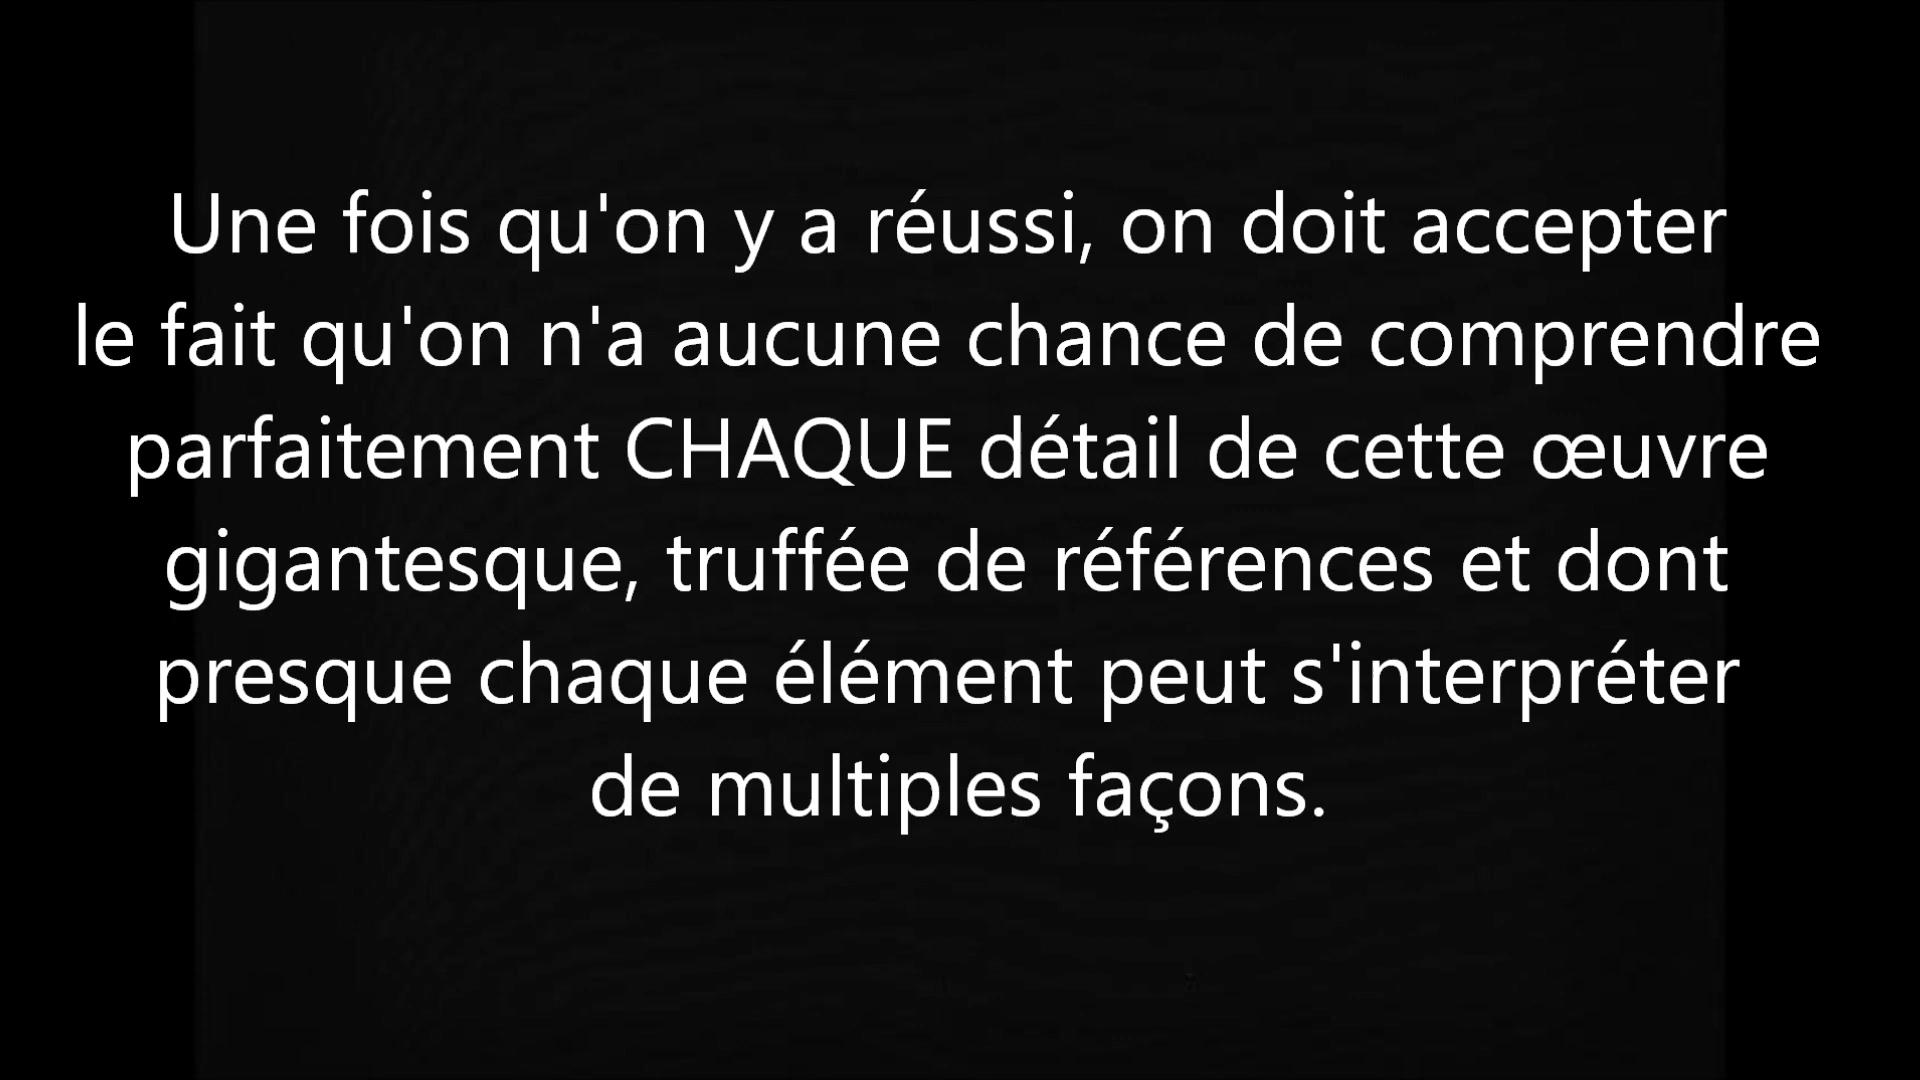 Une fois qu'on y a réussi, on doit accepter
le fait qu'on n'a aucune chance de comprendre
parfaitement CHAQUE détail de cette œuvre
gigantesque, truffée de références et dont
presque chaque élément peut s'interpréter
de multiples façons.